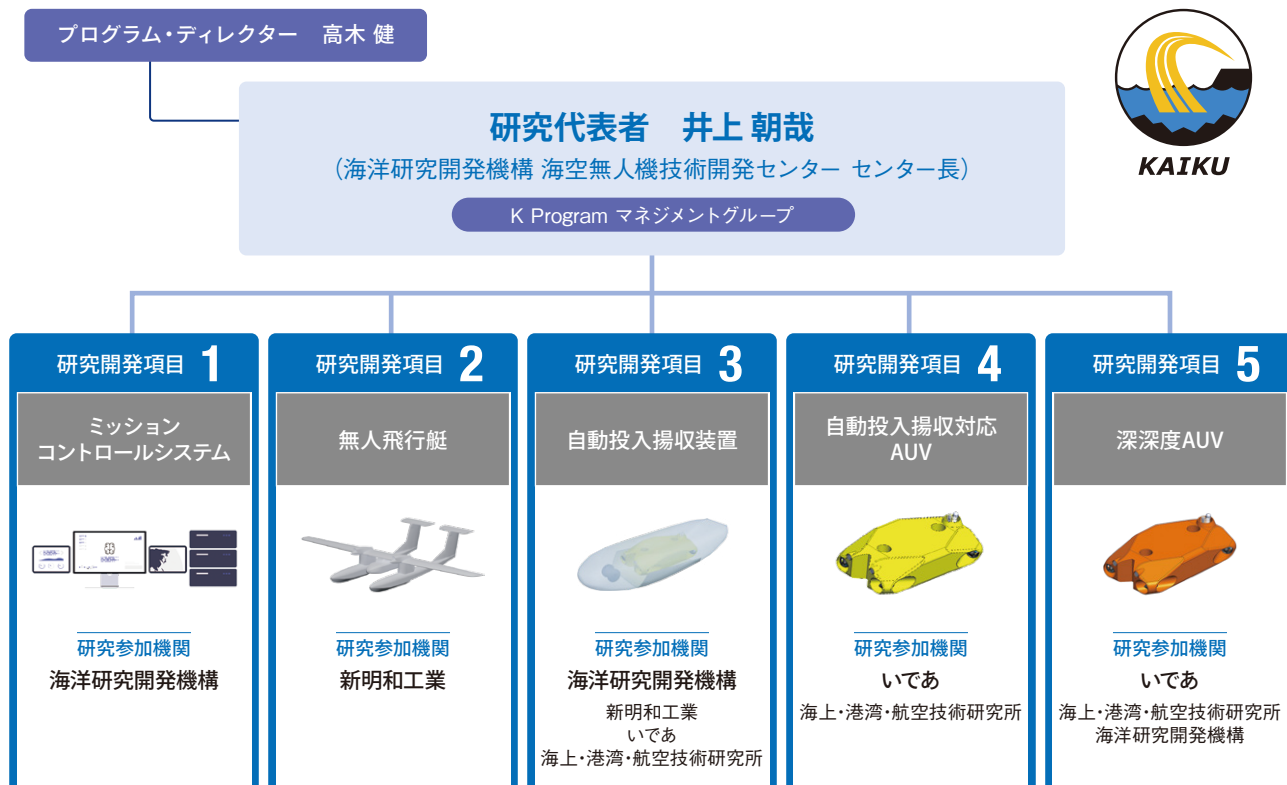 プログラム・ディレクター　高木 健
KAIKU
研究代表者　井上 朝哉
（海洋研究開発機構 海空無人機技術開発センター センター長）
K Program マネジメントグループ
研究開発項目 1
ミッション
コントロールシステム
研究参加機関
海洋研究開発機構
研究開発項目 2
無人飛行艇
研究参加機関
新明和工業
研究開発項目 3
自動投入揚収装置
研究参加機関
海洋研究開発機構
新明和工業
いであ
海上・港湾・航空技術研究所
研究開発項目 4
自動投入揚収対応
AUV
研究参加機関
いであ
海上・港湾・航空技術研究所
研究開発項目 5
深深度AUV
研究参加機関
いであ
海上・港湾・航空技術研究所
海洋研究開発機構